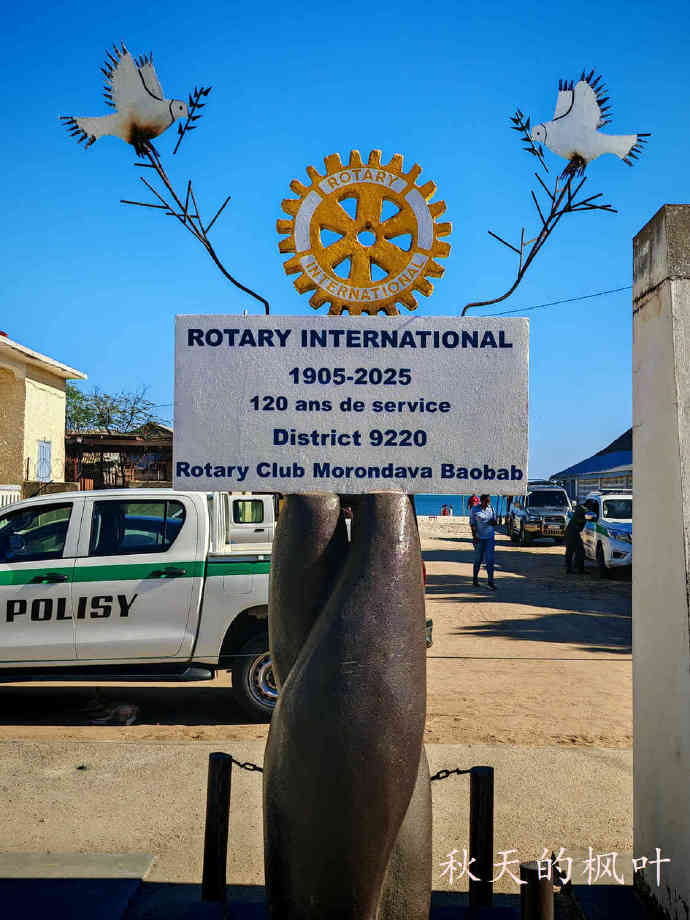 ROTARY
INTERNATIONAL
ROTARY INTERNATIONAL
1905-2025
120 ans de service
District 9220
Rotary Club Morondava Baobab
POLISY
秋天的枫叶